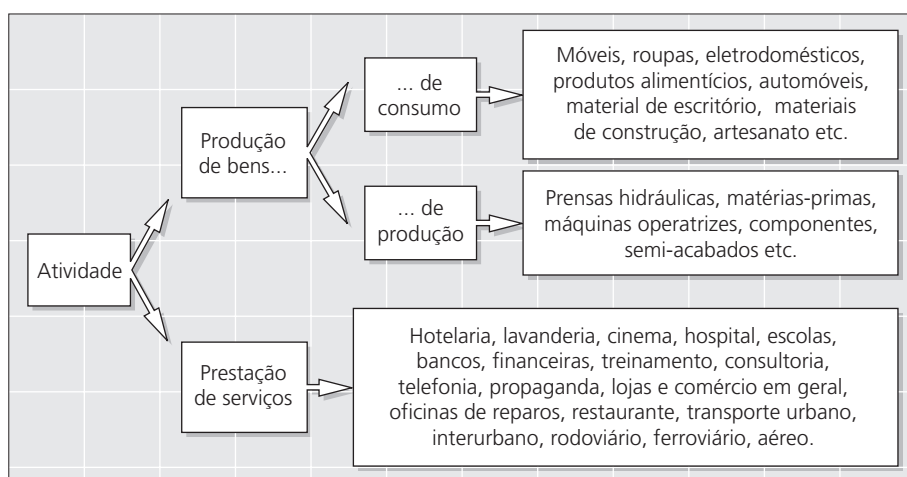 Atividade
Produção
de bens...
... de
consumo
Móveis, roupas, eletrodomésticos,
produtos alimentícios, automóveis,
material de escritório, materiais
de construção, artesanato etc.
... de
produção
Prensas hidráulicas, matérias-primas,
máquinas operatrizes, componentes,
semi-acabados etc.
Prestação
de serviços
Hotelaria, lavanderia, cinema, hospital, escolas,
bancos, financeiras, treinamento, consultoria,
telefonia, propaganda, lojas e comércio em geral,
oficinas de reparos, restaurante, transporte urbano,
interurbano, rodoviário, ferroviário, aéreo.